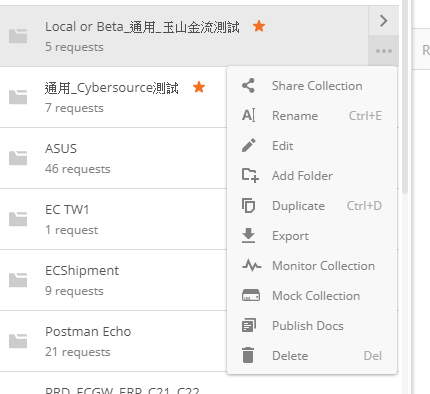 Local or Beta_通用_玉山金流測試
5 requests
R
通用_Cybersource測試
7 requests
ASUS
46 requests
EC TW1
1 request
ECShipment
9 requests
Postman Echo
21 requests
PRD_ECGW_ERP_C21_C22
Share Collection
Rename Ctrl+E
Edit
Add Folder
Duplicate Ctrl+D
Export
Monitor Collection
Mock Collection
Publish Docs
Delete Del